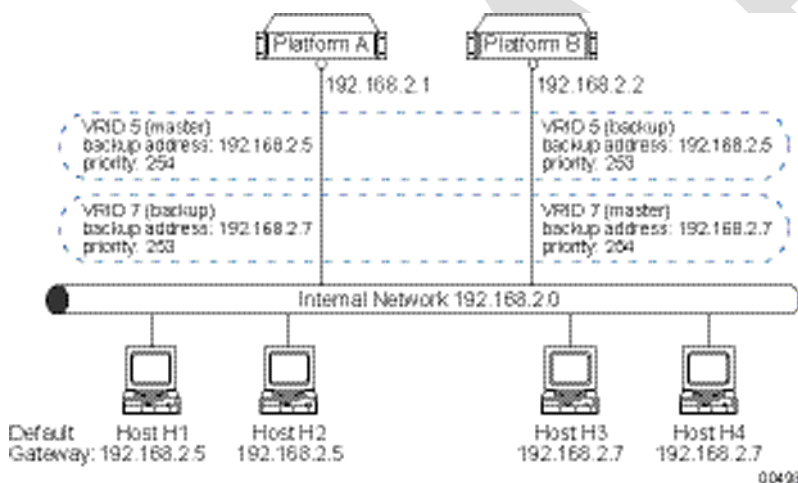 Platform A
Platform B
192.168.2.1
192.168.2.2
VRID 5 (master)
backup address: 192.168.2.5
priority: 254
VRID 5 (backup)
backup address: 192.168.2.5
priority: 253
VRID 7 (backup)
backup address: 192.168.2.7
priority: 253
VRID 7 (master)
backup address: 192.168.2.7
priority: 254
Internal Network 192.168.2.0
Default Host H1 Host H2 Host H3 Host H4
Gateway: 192.168.2.5 192.168.2.5 192.168.2.7 192.168.2.7
00498